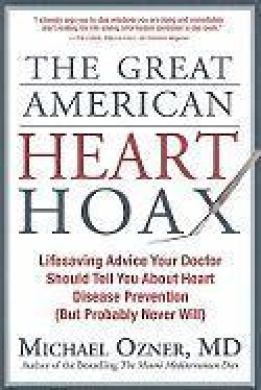 THE GREAT
AMERICAN
HEART
HOAX
Lifesaving Advice Your Doctor
Should Tell You About Heart
Disease Prevention
(But Probably Never Will)
MICHAEL OZNER, MD
Author of the bestselling The Miami Mediterranean Diet